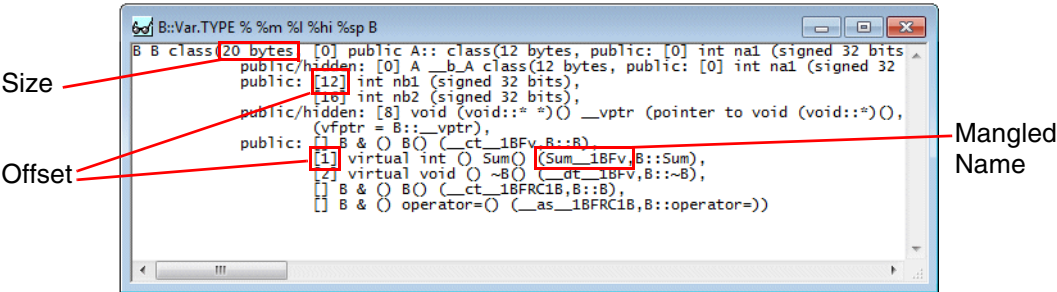 B::Var.TYPE % %m %l %hi %sp B
B B class(20 bytes, [0] public A:: class(12 bytes, public: [0] int na1 (signed 32 bits
public/hidden: [0] A __b_A class(12 bytes, public: [0] int na1 (signed 32
public: [12] int nb1 (signed 32 bits),
[16] int nb2 (signed 32 bits),
public/hidden: [8] void (void::* *)() __vptr (pointer to void (void::*)(),
(vfptr = B::__vptr),
public: [] B & () B() (__ct__1BFv,B::B),
[1] virtual int () Sum() (Sum__1BFv,B::Sum),
[2] virtual void () ~B() (__dt__1BFv,B::~B),
[] B & () B() (__ct__1BFRC1B,B::B),
[] B & () operator=() (__as__1BFRC1B,B::operator=))
Size
Offset
Mangled
Name